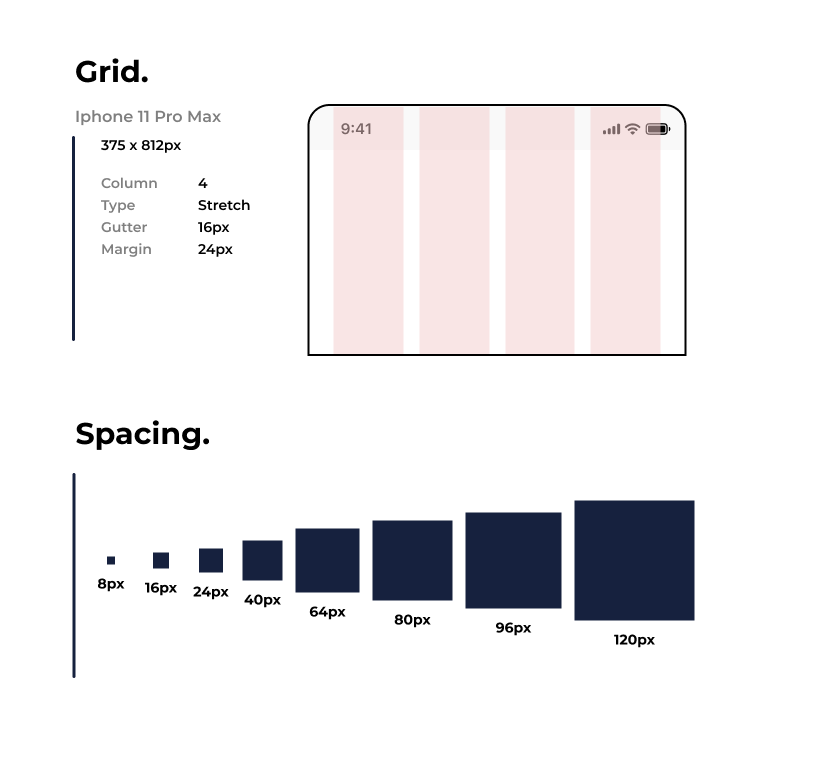 Grid.
Iphone 11 Pro Max
375 x 812px
Column 4
Type Stretch
Gutter 16px
Margin 24px
9:41
Spacing.
8px 16px 24px 40px 64px 80px 96px 120px